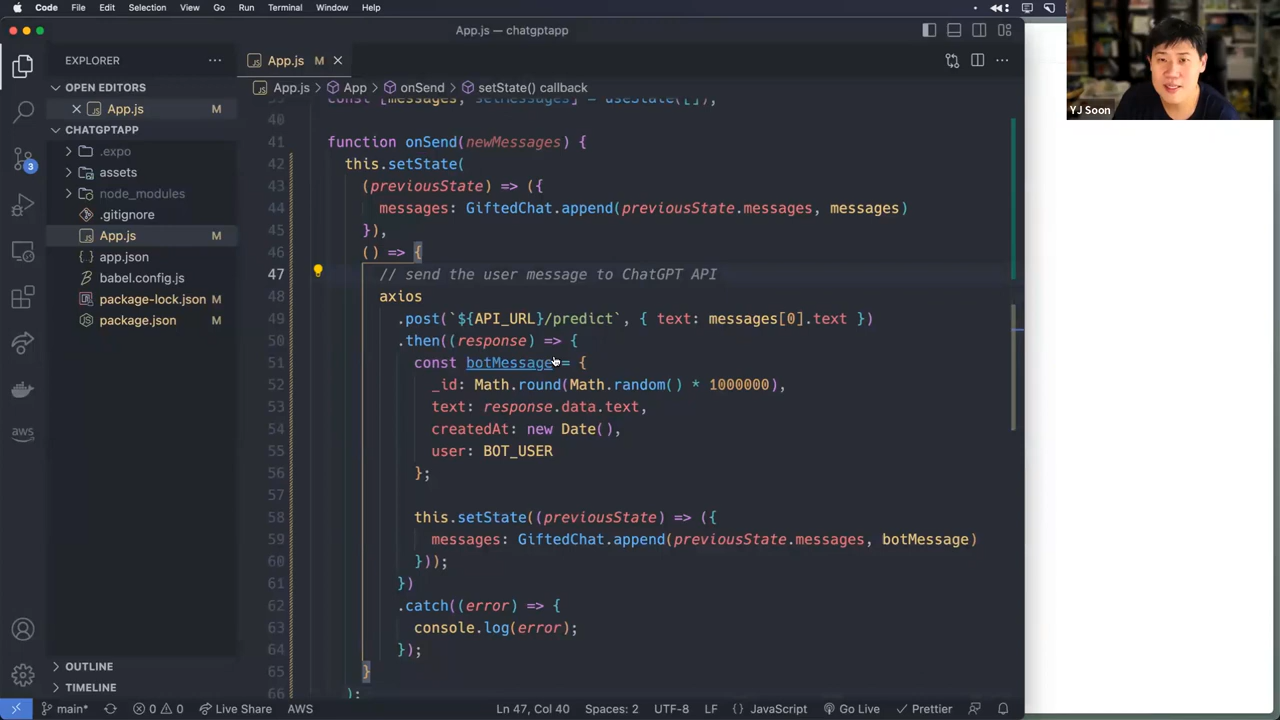 Code File Edit Selection View Go Run Terminal Window Help
App.js — chatgptapp
YJ Soon
EXPLORER
OPEN EDITORS
App.js M
CHATGPTAPP
.expo
assets
node_modules
.gitignore
App.js M
app.json
babel.config.js
package-lock.json M
package.json M
OUTLINE
TIMELINE
3
aws
App.js M
App.js > App > onSend > setState() callback
39 const [messages, setMessages] = useState([]);
40
41 function onSend(newMessages) {
42 this.setState(
43 (previousState) => ({
44 messages: GiftedChat.append(previousState.messages, messages)
45 }),
46 () => {
47 // send the user message to ChatGPT API
48 axios
49 .post(`${API_URL}/predict`, { text: messages[0].text })
50 .then((response) => {
51 const botMessage = {
52 _id: Math.round(Math.random() * 1000000),
53 text: response.data.text,
54 createdAt: new Date(),
55 user: BOT_USER
56 };
57
58 this.setState((previousState) => ({
59 messages: GiftedChat.append(previousState.messages, botMessage)
60 }));
61 })
62 .catch((error) => {
63 console.log(error);
64 });
65 }
66 );
main* 0 0 Live Share AWS Ln 47, Col 40 Spaces: 2 UTF-8 LF {} JavaScript Go Live Prettier